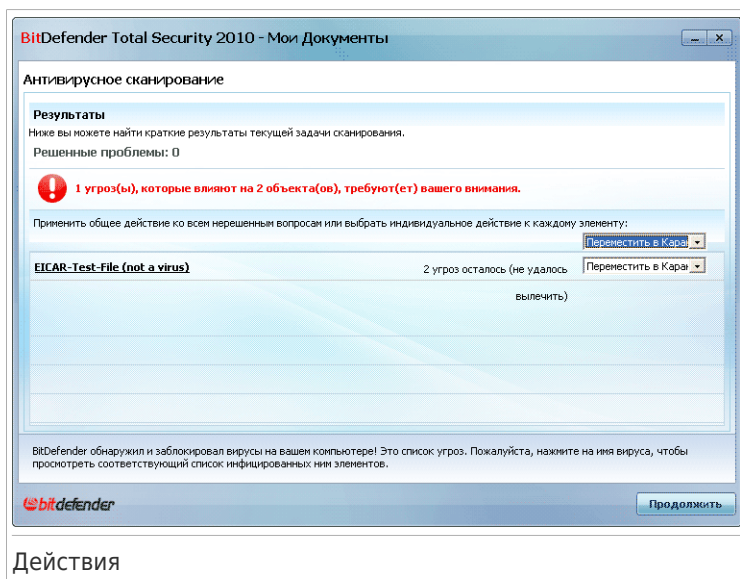 BitDefender Total Security 2010 - Мои Документы
Антивирусное сканирование
Результаты
Ниже вы можете найти краткие результаты текущей задачи сканирования.
Решенные проблемы: 0
1 угроз(ы), которые влияют на 2 объекта(ов), требуют(ет) вашего внимания.
Применить общее действие ко всем нерешенным вопросам или выбрать индивидуальное действие к каждому элементу:
Переместить в Каран
EICAR-Test-File (not a virus)
2 угроз осталось (не удалось
вылечить)
Переместить в Каран
BitDefender обнаружил и заблокировал вирусы на вашем компьютере! Это список угроз. Пожалуйста, нажмите на имя вируса, чтобы
просмотреть соответствующий список инфицированных ним элементов.
bitdefender
Продолжить
Действия